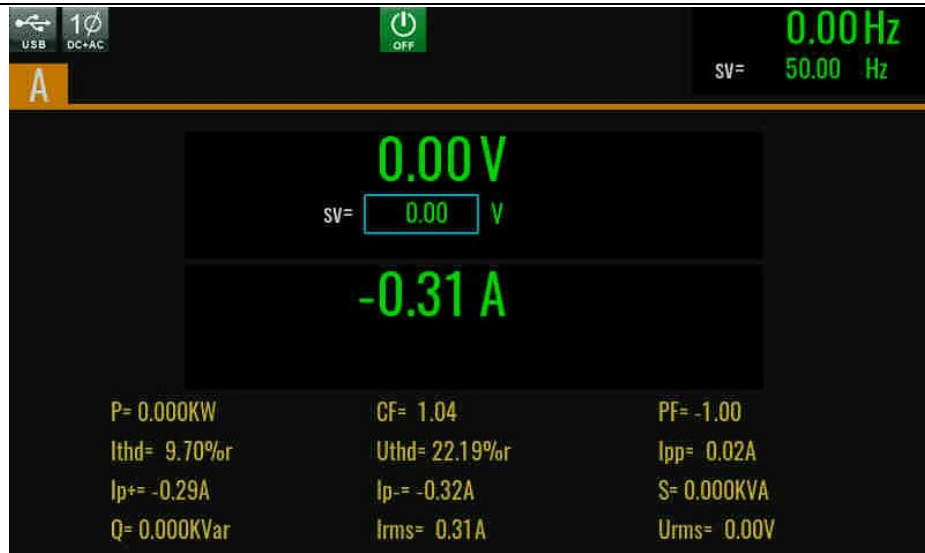 USB
1Ø
DC+AC
OFF
0.00 Hz
sv= 50.00 Hz
A
0.00 V
sv= 0.00 V
-0.31 A
P= 0.000KW CF= 1.04 PF= -1.00
Ithd= 9.70%r Uthd= 22.19%r Ipp= 0.02A
Ip+= -0.29A Ip-= -0.32A S= 0.000KVA
Q= 0.000KVar Irms= 0.31A Urms= 0.00V